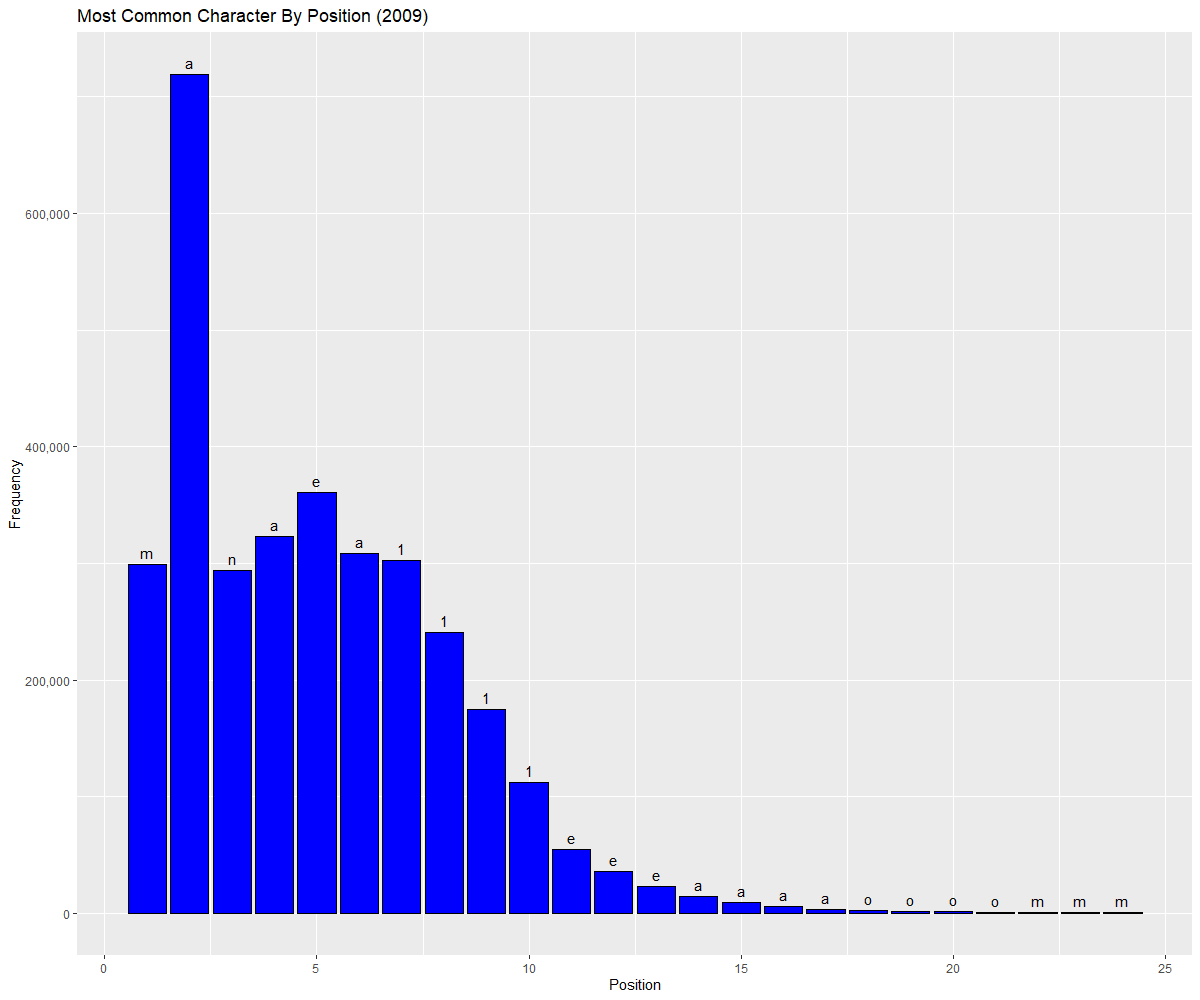 Most Common Character By Position (2009)
a
600,000
400,000
e
a
m
n
a
1
1
200,000
1
1
e
e
e
a
a
a
a
o
o
o
o
m
m
m
0
0
5
10
15
20
25
Position
Frequency